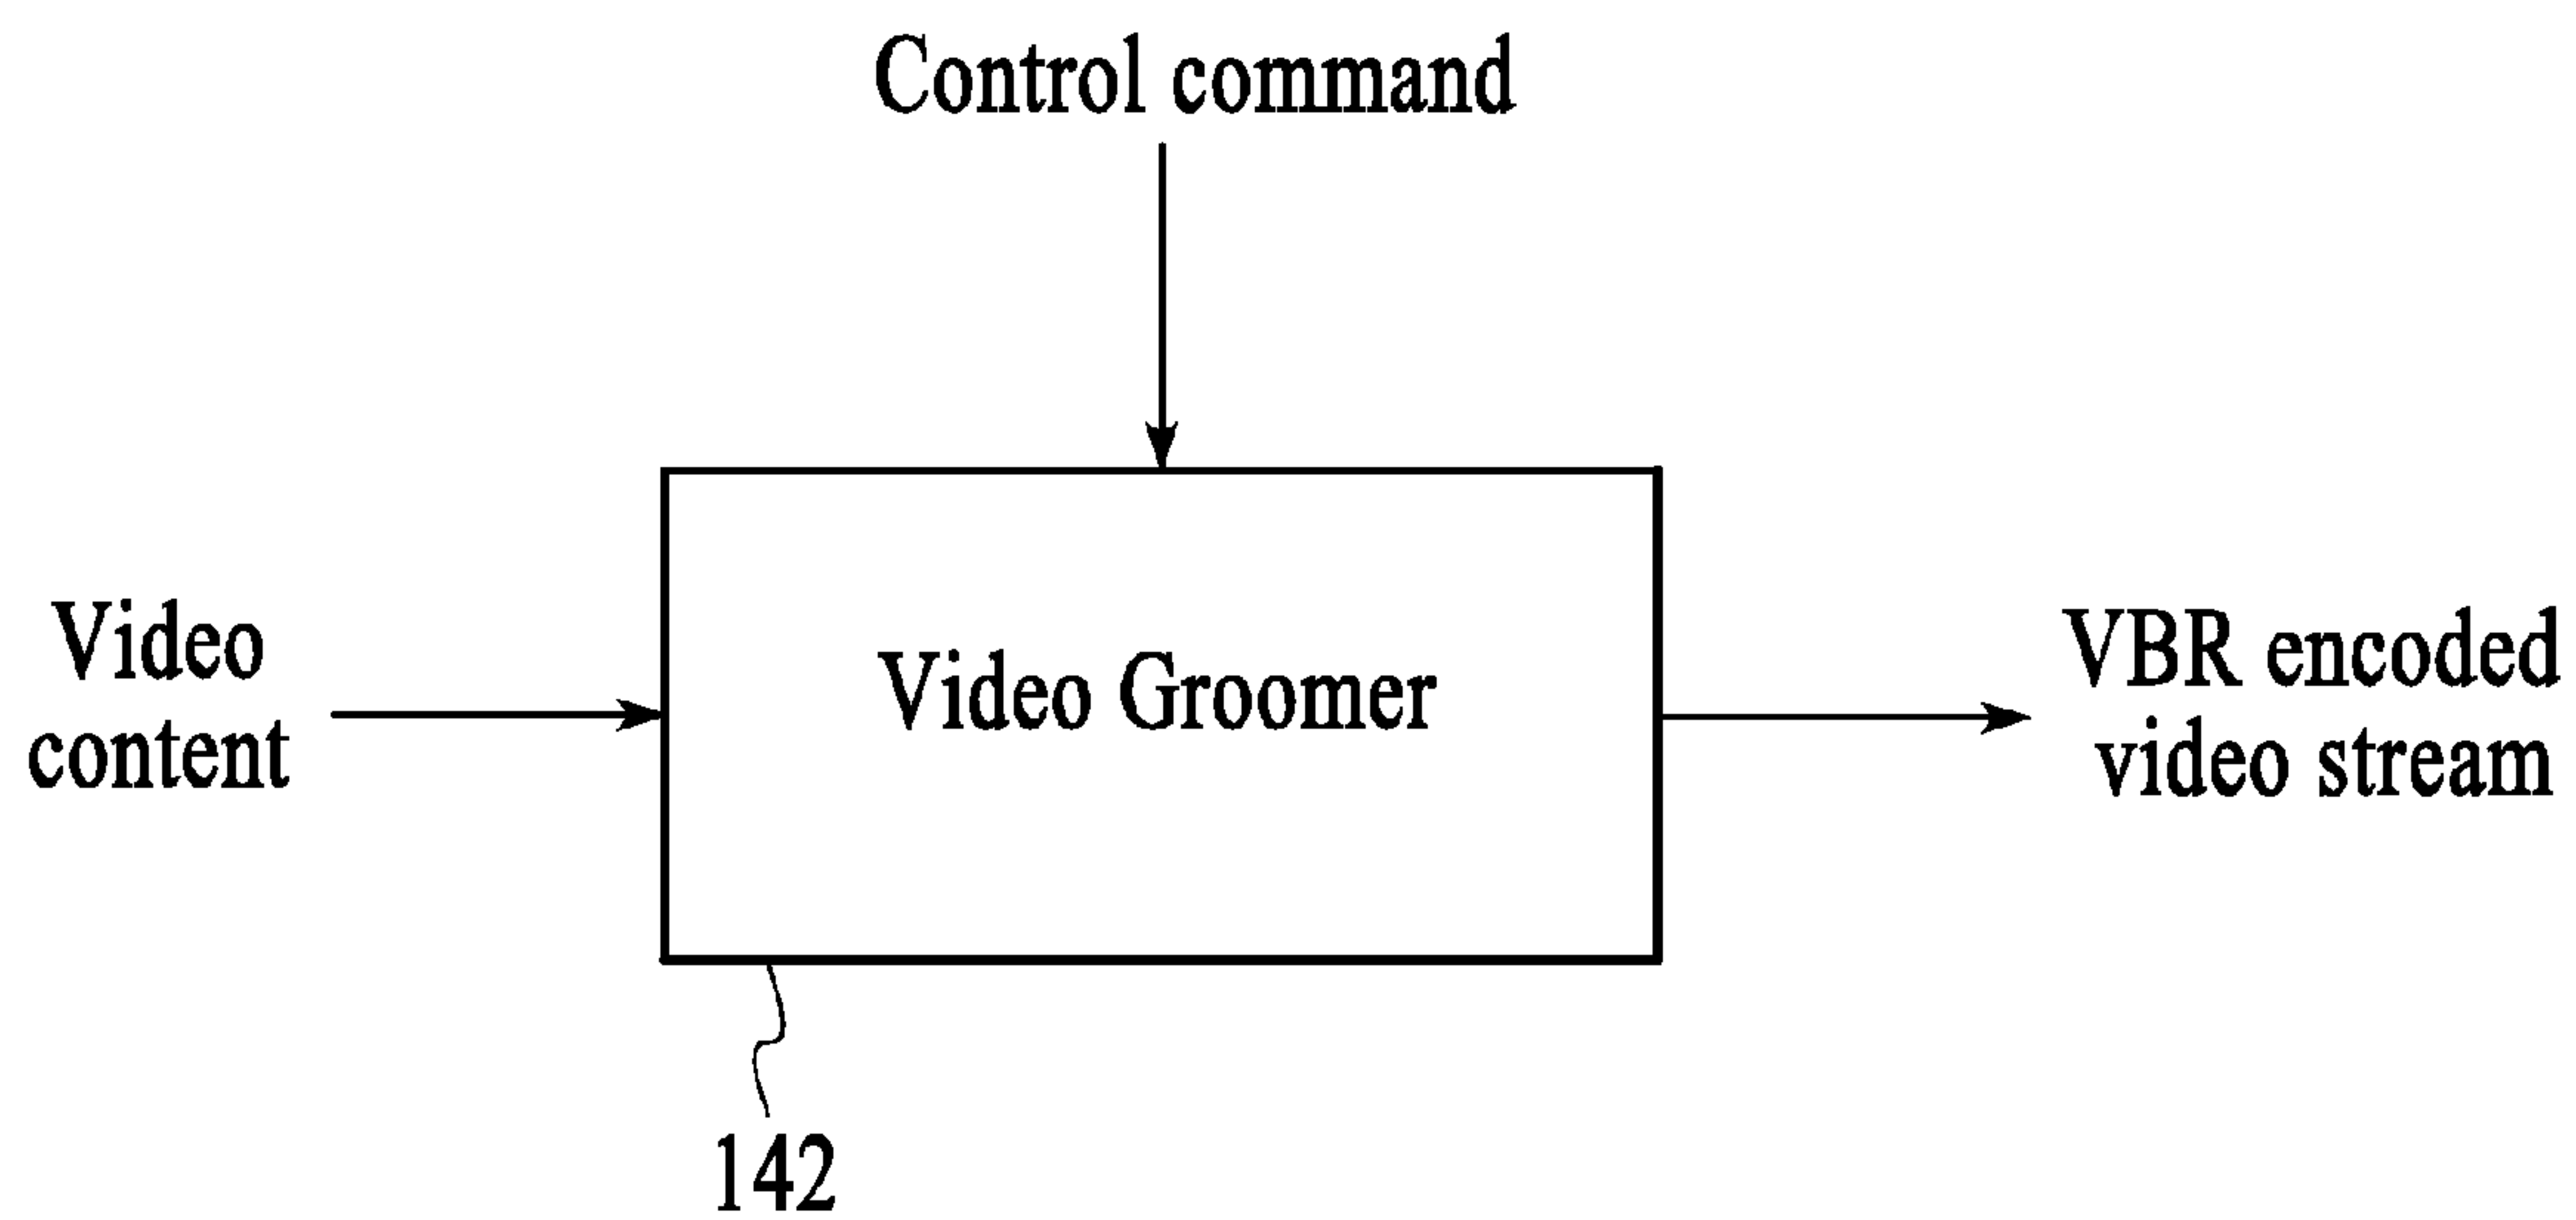 Control command
Video
content
Video Groomer
VBR encoded
video stream
142